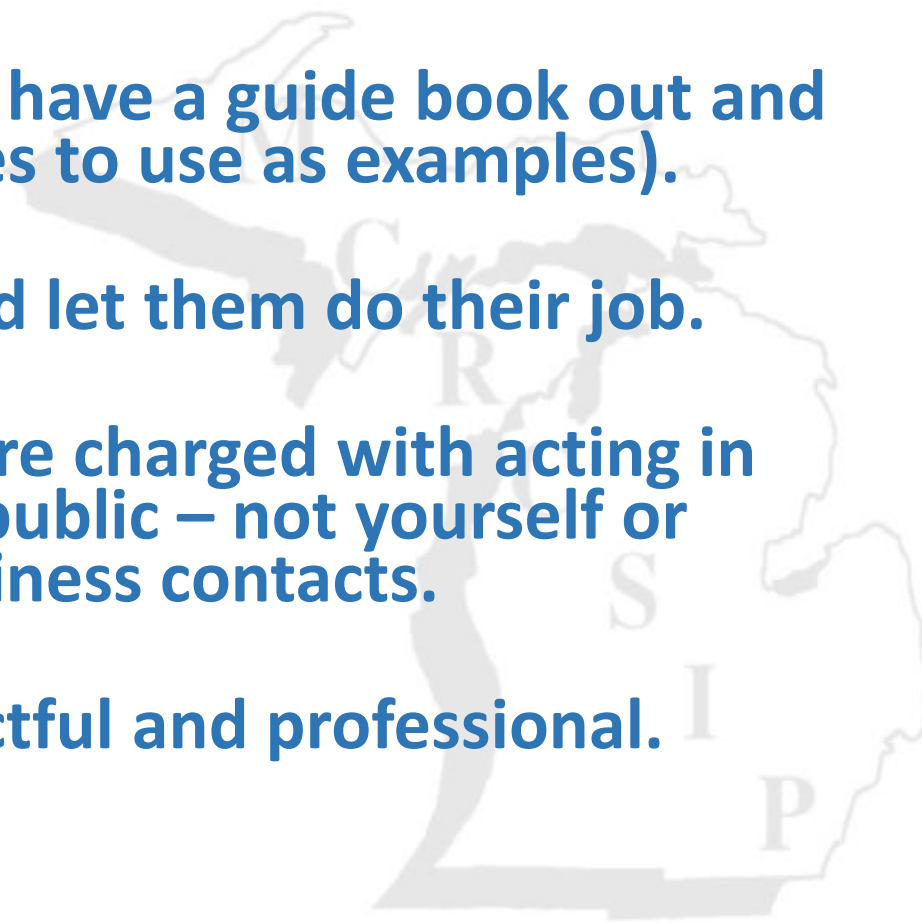 have a guide book out and
es to use as examples).
d let them do their job.
re charged with acting in
public – not yourself or
iness contacts.
ctful and professional.
M
C
R
C
S
I
P